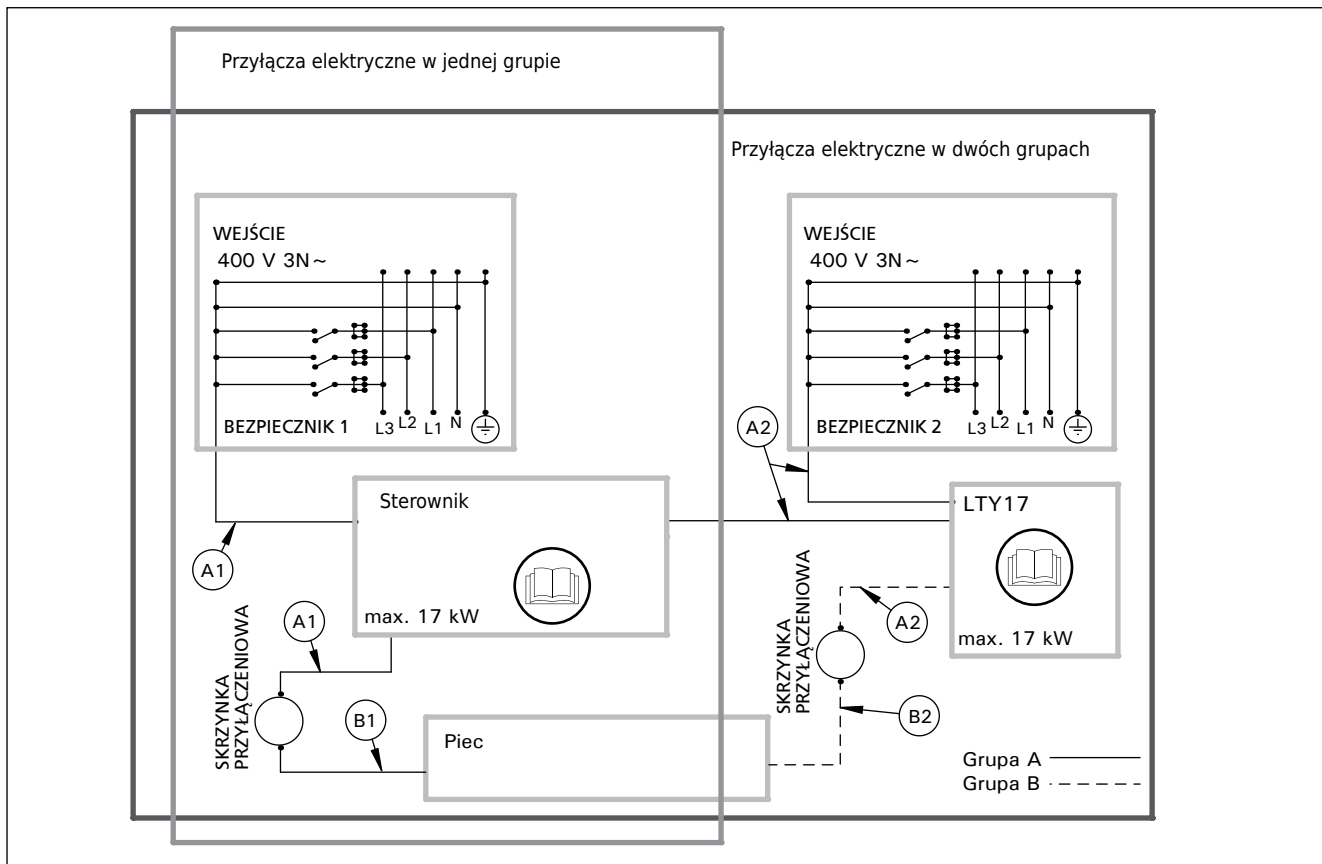 Przyłącza elektryczne w jednej grupie
Przyłącza elektryczne w dwóch grupach
WEJŚCIE
400 V 3N~
BEZPIECZNIK 1
L3
L2
L1
N
WEJŚCIE
400 V 3N~
BEZPIECZNIK 2
L3
L2
L1
N
A2
Sterownik
max. 17 kW
LTY17
max. 17 kW
A1
A1
SKRZYNKA
PRZYŁĄCZENIOWA
B1
Piec
SKRZYNKA
PRZYŁĄCZENIOWA
A2
B2
Grupa A
Grupa B